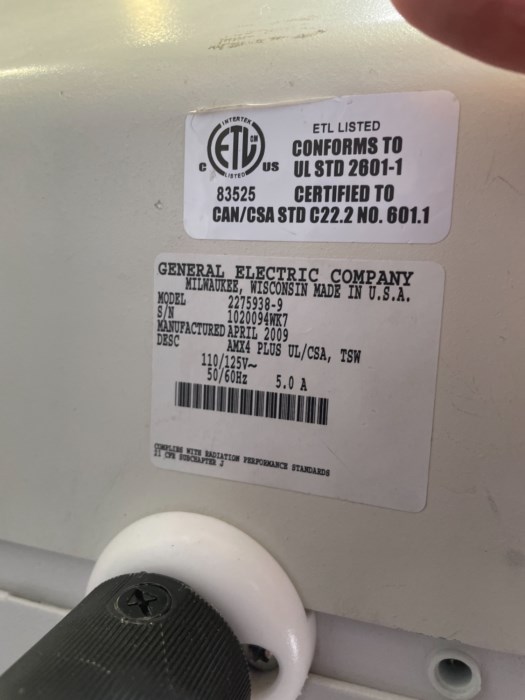 INTERTEK
ETL CM
LISTED
C US
83525
ETL LISTED
CONFORMS TO
UL STD 2601-1
CERTIFIED TO
CAN/CSA STD C22.2 NO. 601.1
GENERAL ELECTRIC COMPANY
MILWAUKEE, WISCONSIN MADE IN U.S.A.
MODEL 2275938-9
S/N 1020094WK7
MANUFACTURED APRIL 2009
DESC AMX4 PLUS UL/CSA, TSW
110/125V~
50/60Hz 5.0 A
COMPLIES WITH RADIATION PERFORMANCE STANDARDS
21 CFR SUBCHAPTER J